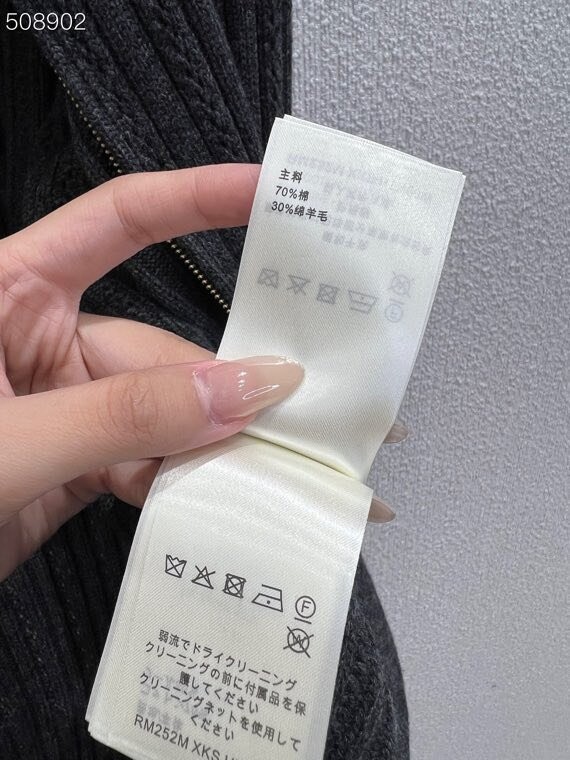 508902
主料
70%棉
30%绵羊毛
F
W
弱流でドライクリーニング
クリーニングの前に付属品を保
護してください
クリーニングネットを使用して
ください
RM252M XKS